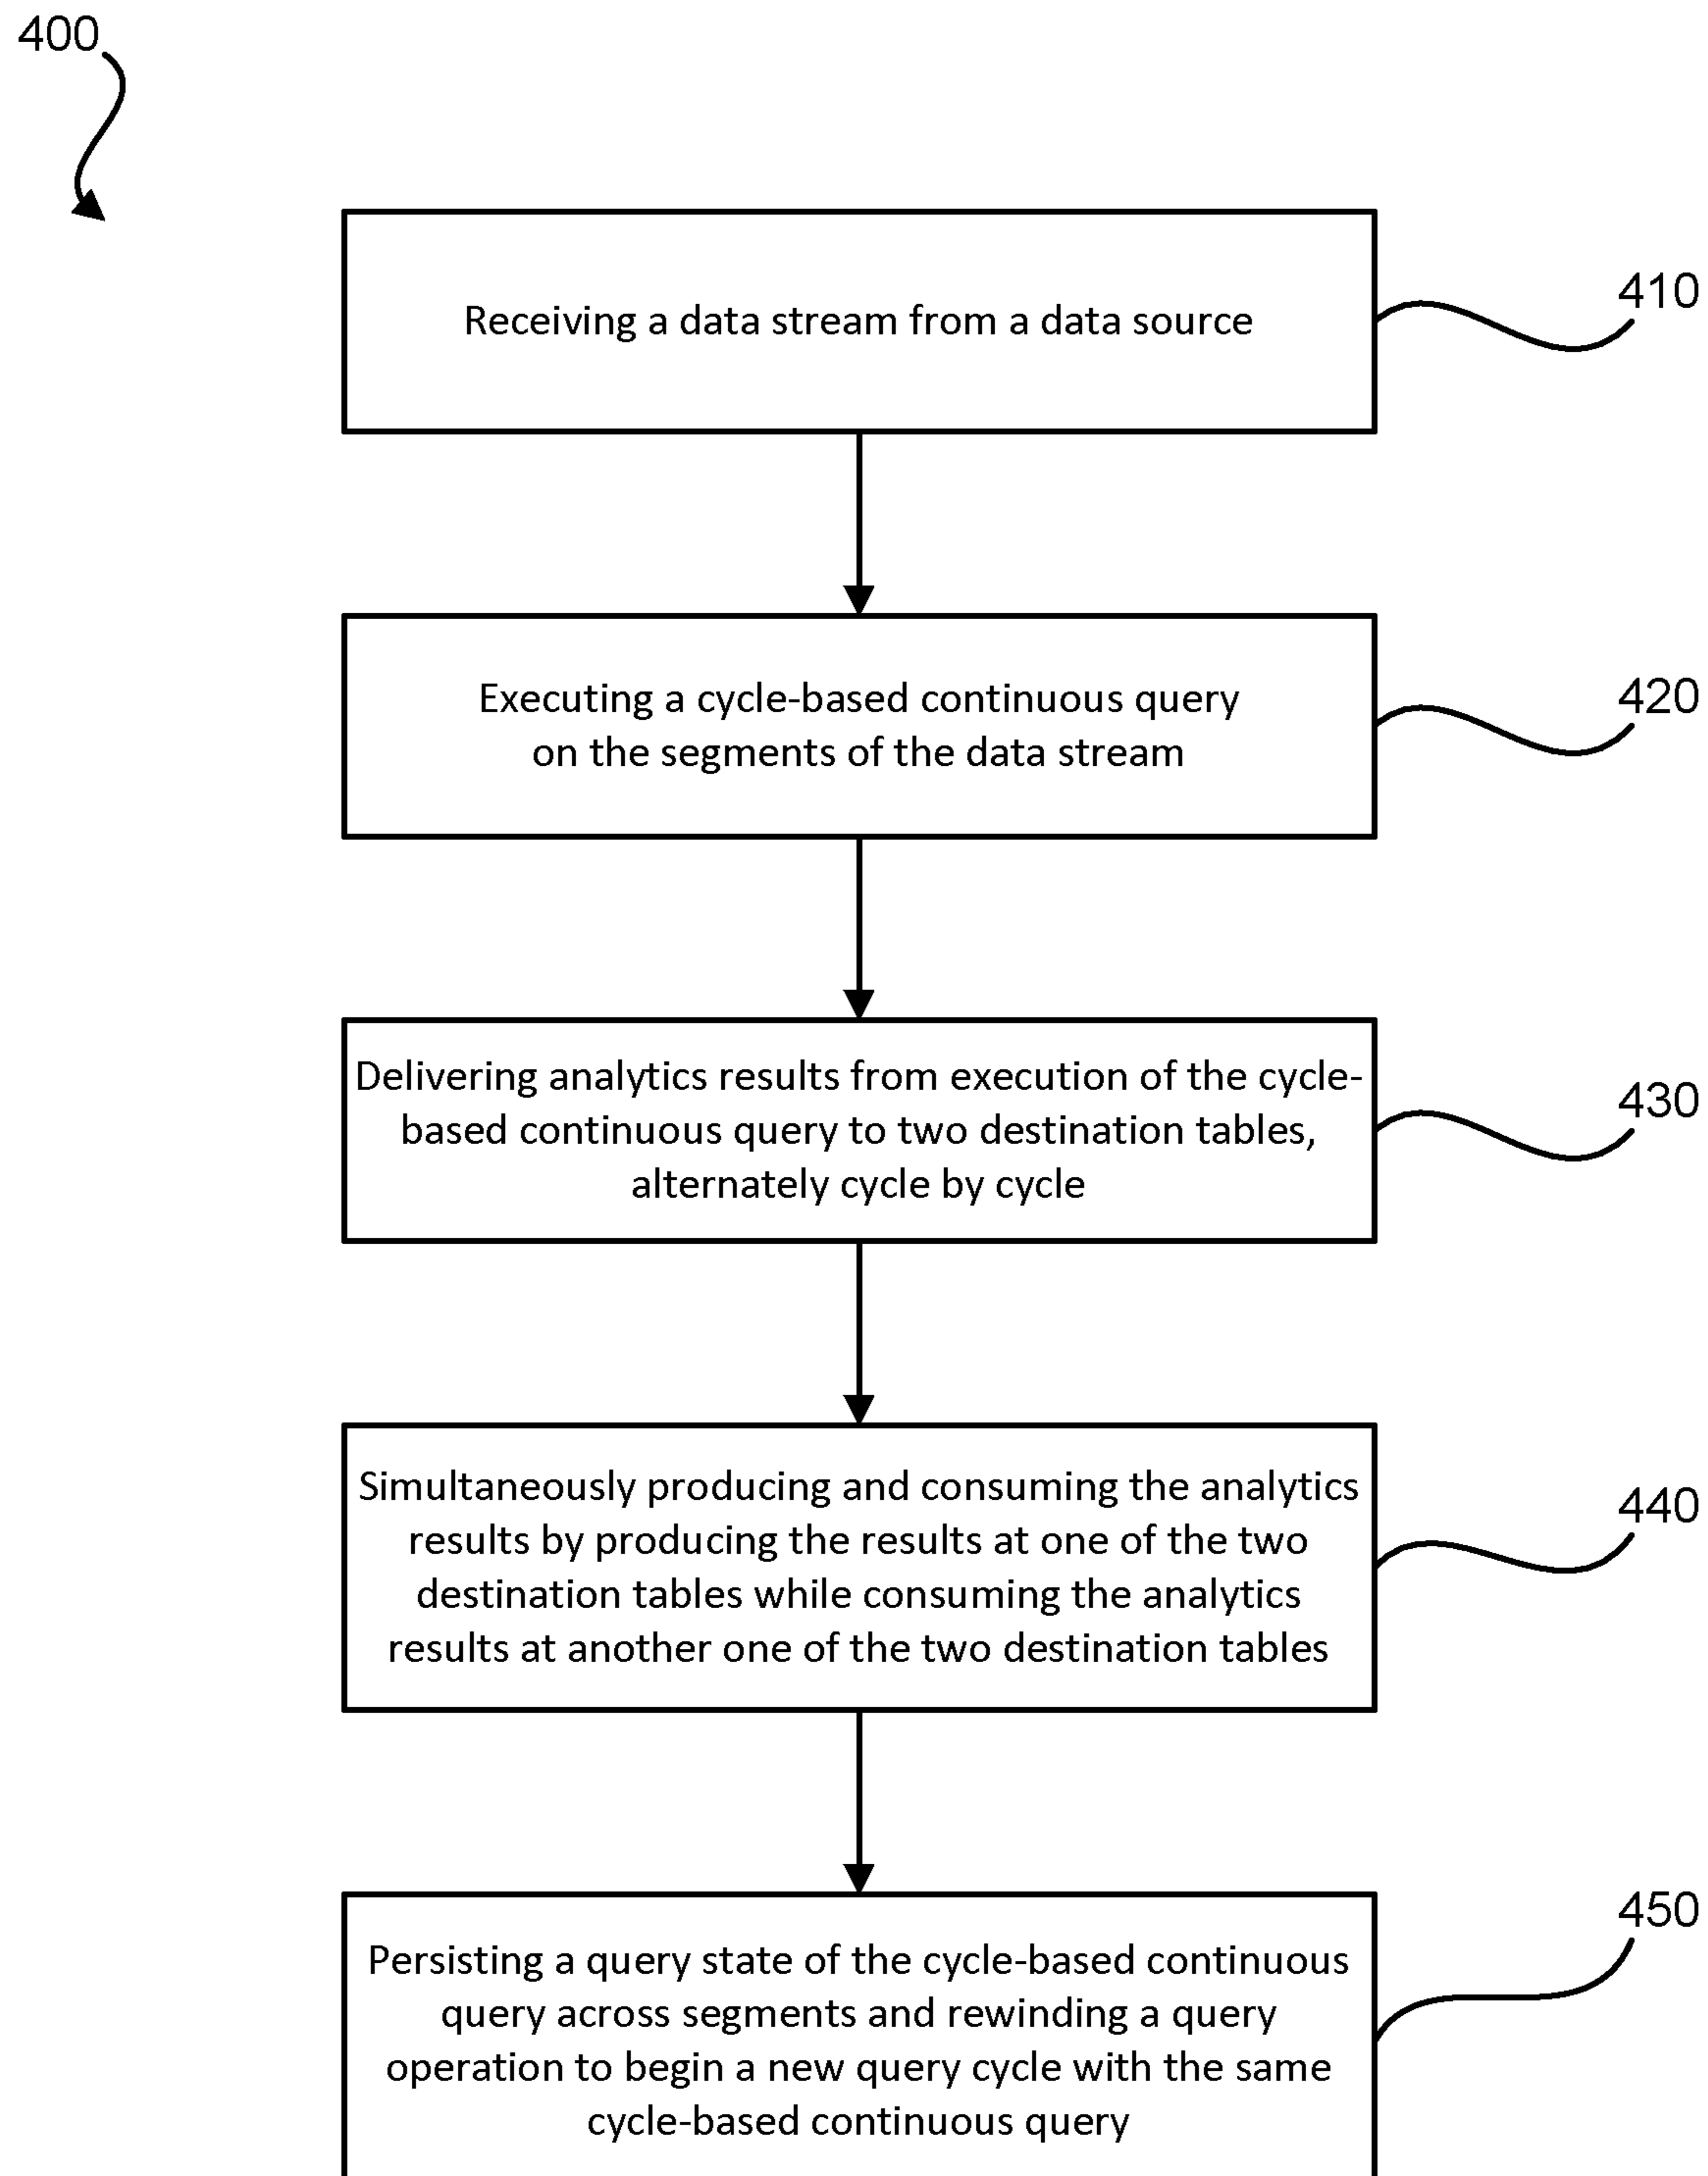 400
Receiving a data stream from a data source
410
Executing a cycle-based continuous query
on the segments of the data stream
420
Delivering analytics results from execution of the cycle-
based continuous query to two destination tables,
alternately cycle by cycle
430
Simultaneously producing and consuming the analytics
results by producing the results at one of the two
destination tables while consuming the analytics
results at another one of the two destination tables
440
Persisting a query state of the cycle-based continuous
query across segments and rewinding a query
operation to begin a new query cycle with the same
cycle-based continuous query
450